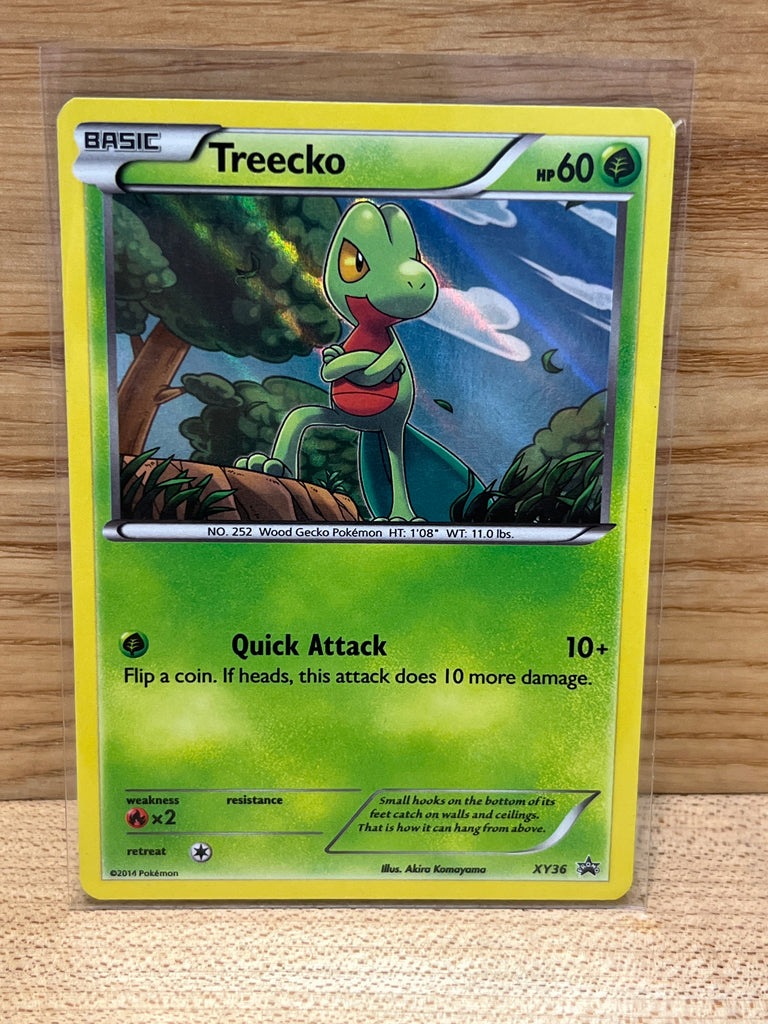 BASIC
Treecko
HP60
NO. 252 Wood Gecko Pokémon HT: 1'08" WT: 11.0 lbs.
Quick Attack 10+
Flip a coin. If heads, this attack does 10 more damage.
weakness resistance
×2
Small hooks on the bottom of its
feet catch on walls and ceilings.
That is how it can hang from above.
retreat
©2014 Pokémon
Illus. Akira Komayama
XY36
PROMO